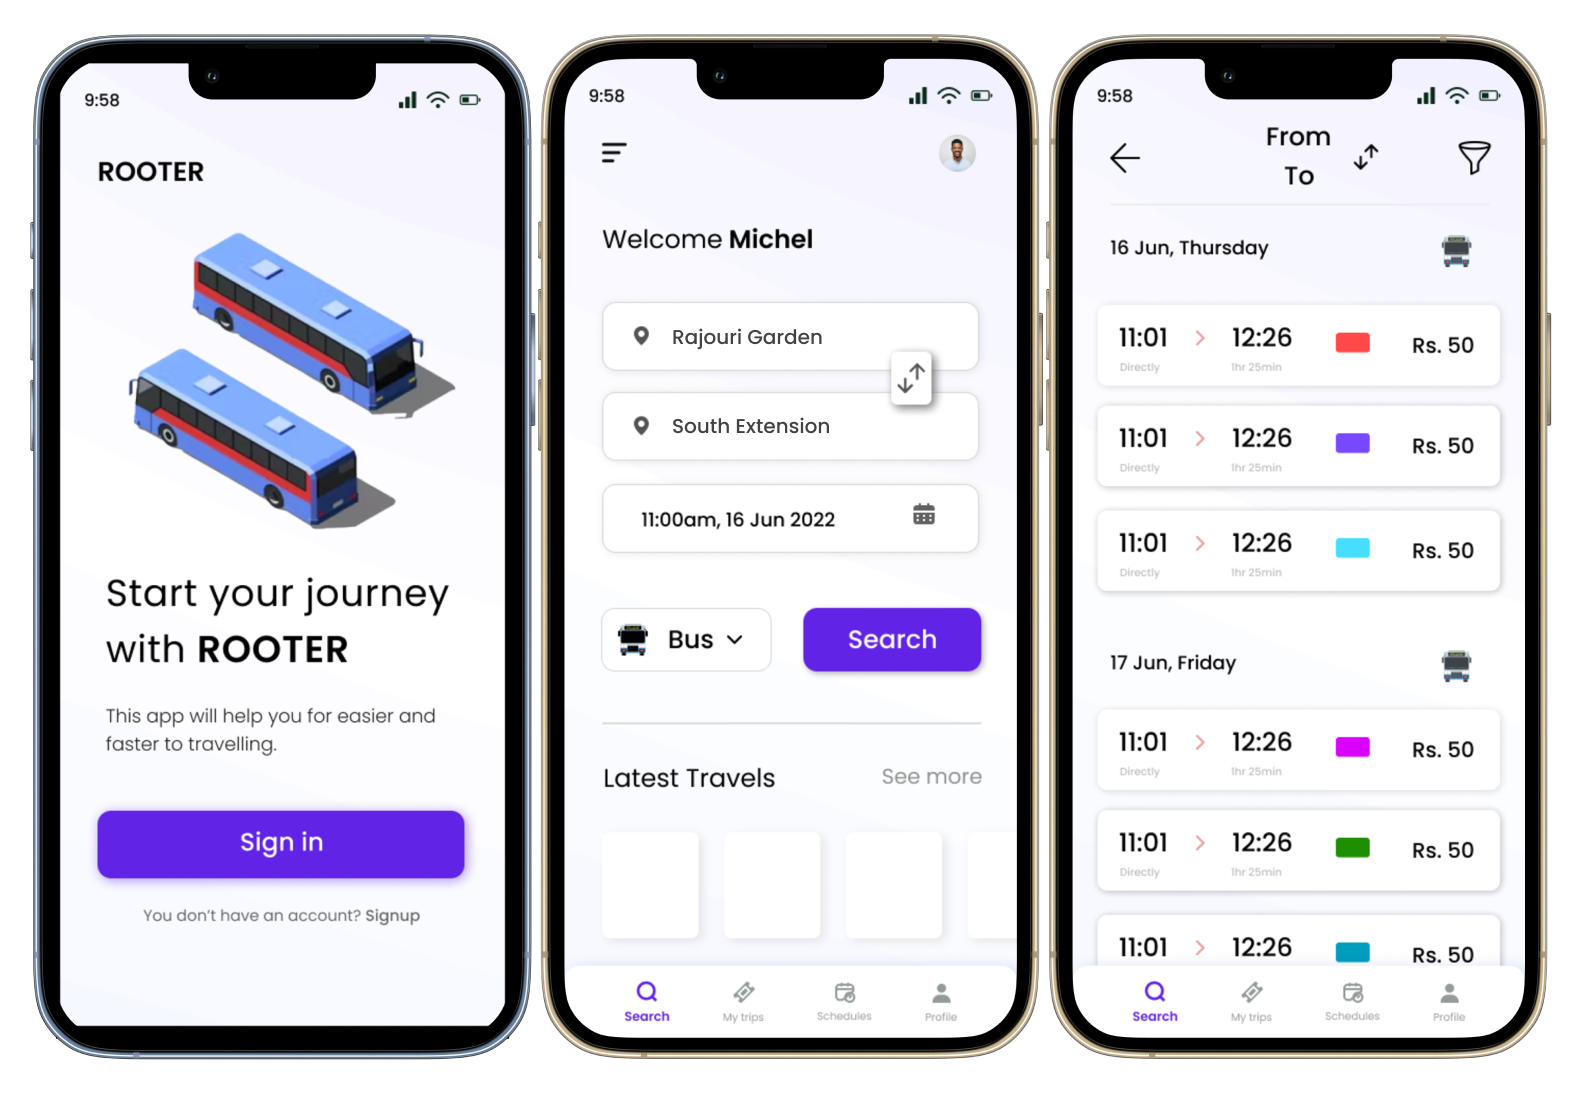 9:58
ROOTER
Start your journey
with ROOTER
This app will help you for easier and
faster to travelling.
Sign in
You don't have an account? Signup
9:58
Welcome Michel
Rajouri Garden
South Extension
11:00am, 16 Jun 2022
Bus
Search
Latest Travels See more
Search My trips Schedules Profile
9:58
From
To
16 Jun, Thursday
11:01 > 12:26 Rs. 50
Directly 1hr 25min
11:01 > 12:26 Rs. 50
Directly 1hr 25min
11:01 > 12:26 Rs. 50
Directly 1hr 25min
17 Jun, Friday
11:01 > 12:26 Rs. 50
Directly 1hr 25min
11:01 > 12:26 Rs. 50
Directly 1hr 25min
11:01 > 12:26 Rs. 50
Search My trips Schedules Profile